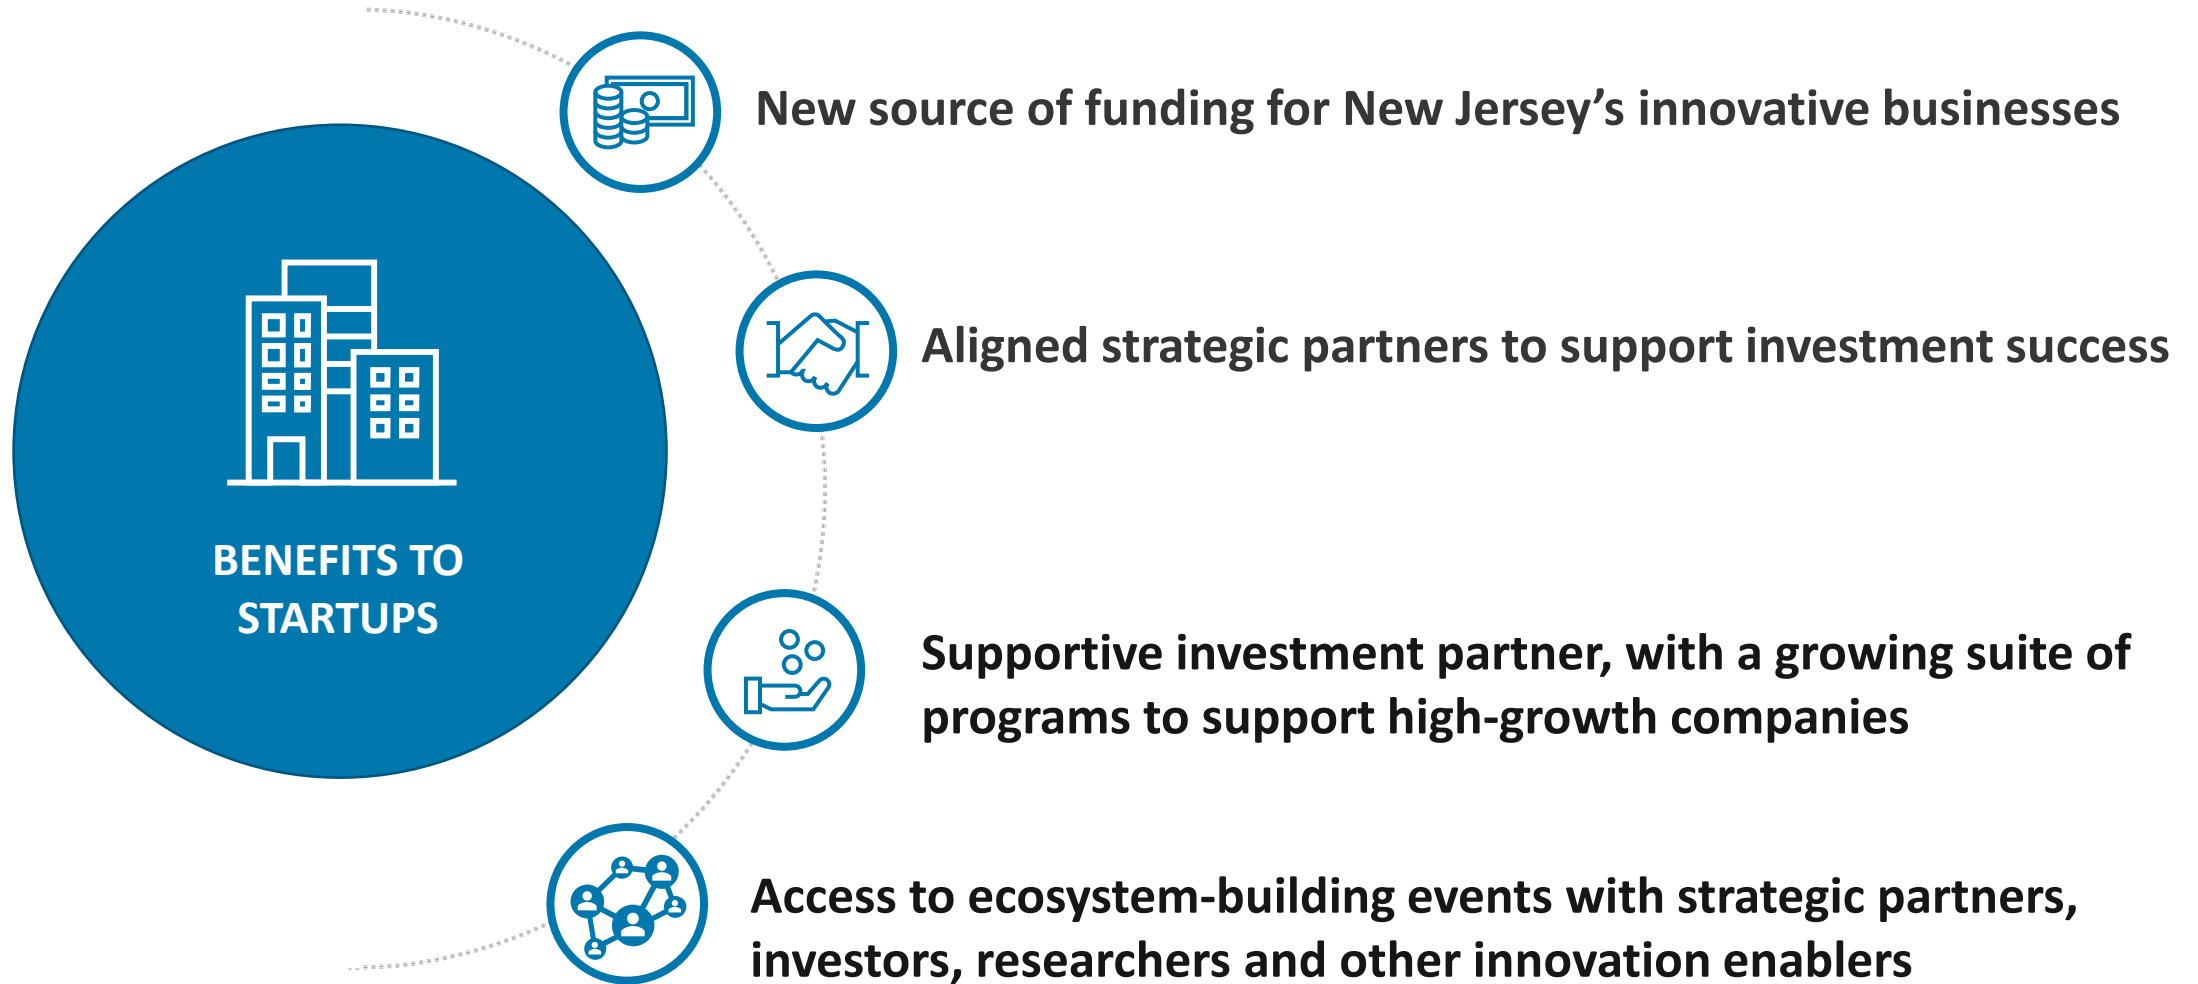 BENEFITS TO
STARTUPS
New source of funding for New Jersey’s innovative businesses
Aligned strategic partners to support investment success
Supportive investment partner, with a growing suite of
programs to support high-growth companies
Access to ecosystem-building events with strategic partners,
investors, researchers and other innovation enablers